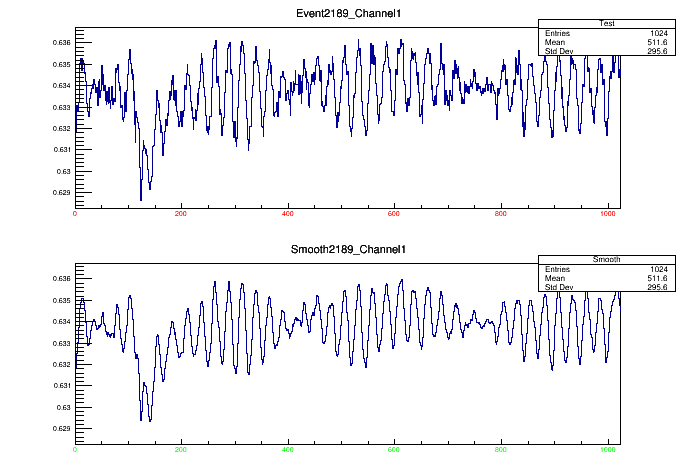 Event2189_Channel1
Test
Entries 1024
Mean 511.6
Std Dev 295.6
0.636
0.635
0.634
0.633
0.632
0.631
0.63
0.629
0 200 400 600 800 1000
Smooth2189_Channel1
Smooth
Entries 1024
Mean 511.6
Std Dev 295.6
0.636
0.635
0.634
0.633
0.632
0.631
0.63
0.629
0 200 400 600 800 1000